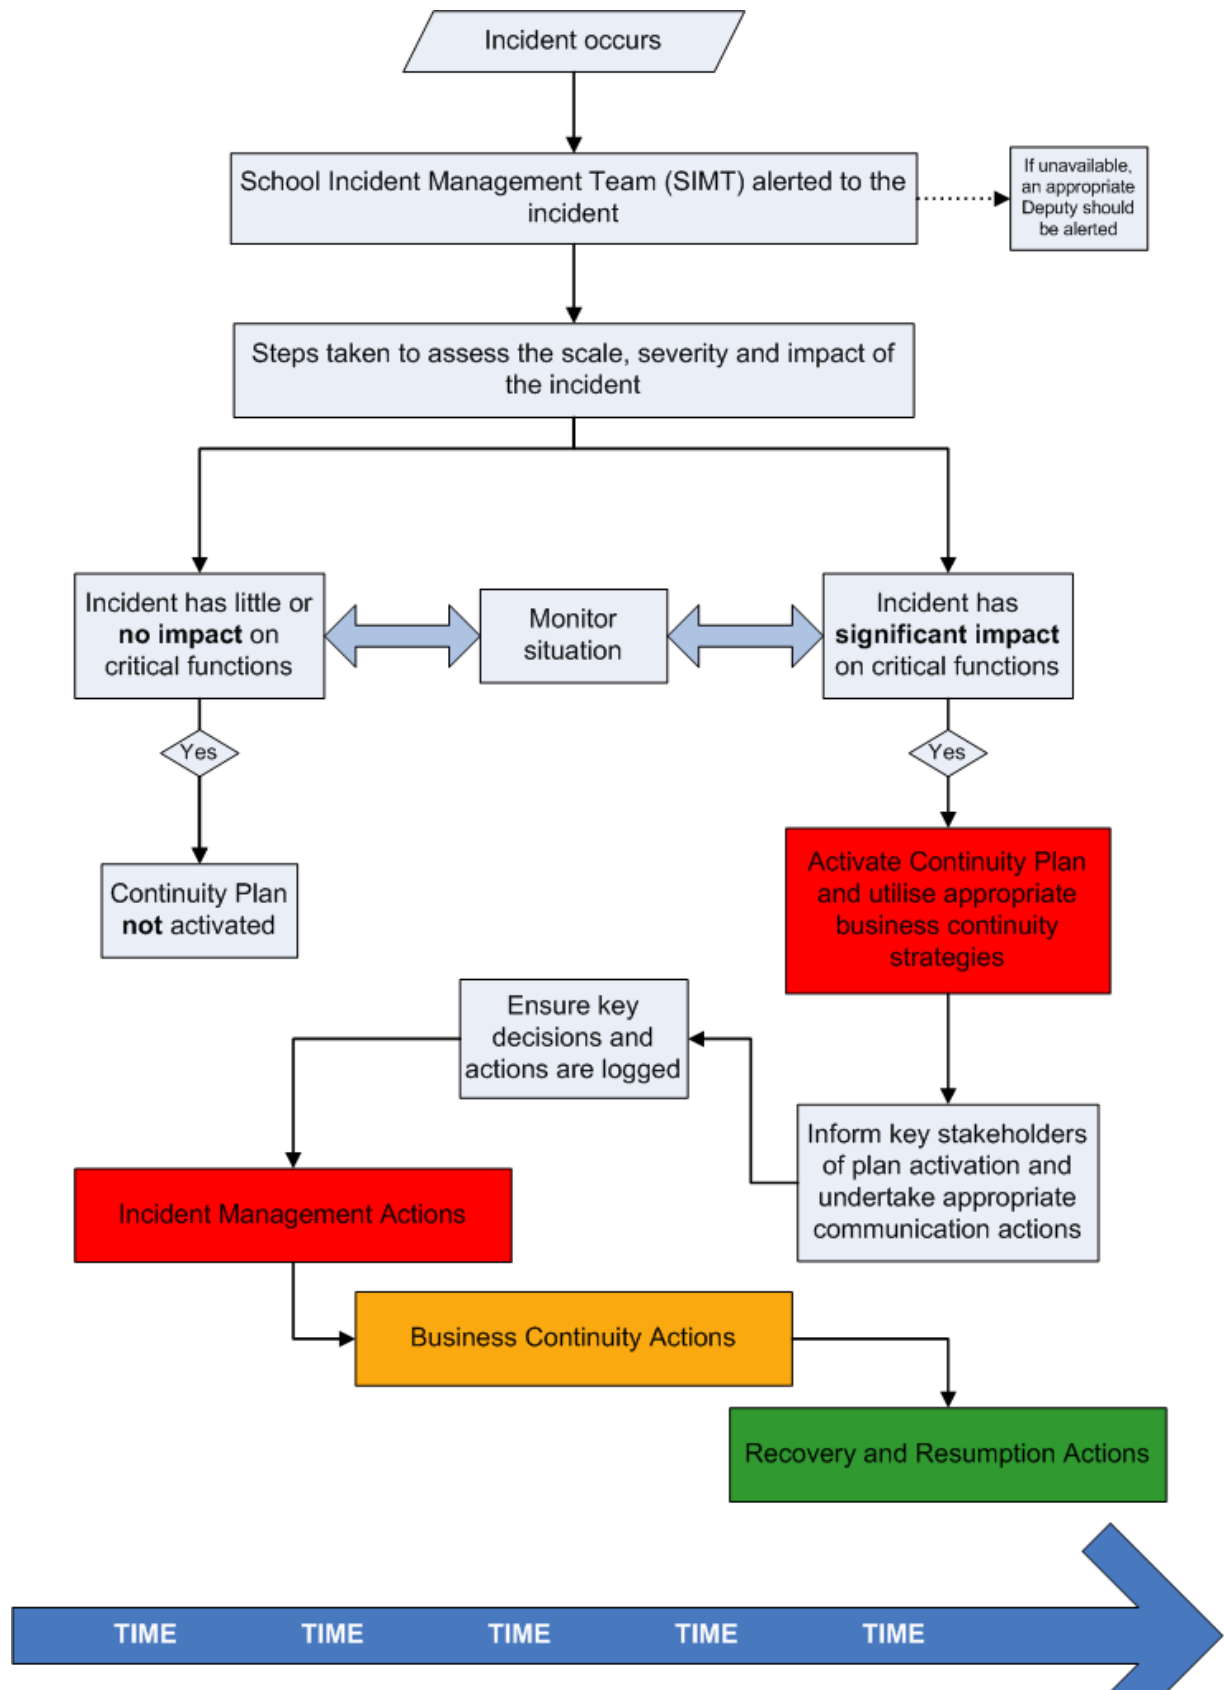 Incident occurs
School Incident Management Team (SIMT) alerted to the
incident
If unavailable,
an appropriate
Deputy should
be alerted
Steps taken to assess the scale, severity and impact of
the incident
Incident has little or
no impact on
critical functions
Monitor
situation
Incident has
significant impact
on critical functions
Yes
Yes
Continuity Plan
not activated
Activate Continuity Plan
and utilise appropriate
business continuity
strategies
Ensure key
decisions and
actions are logged
Inform key stakeholders
of plan activation and
undertake appropriate
communication actions
Incident Management Actions
Business Continuity Actions
Recovery and Resumption Actions
TIME TIME TIME TIME TIME